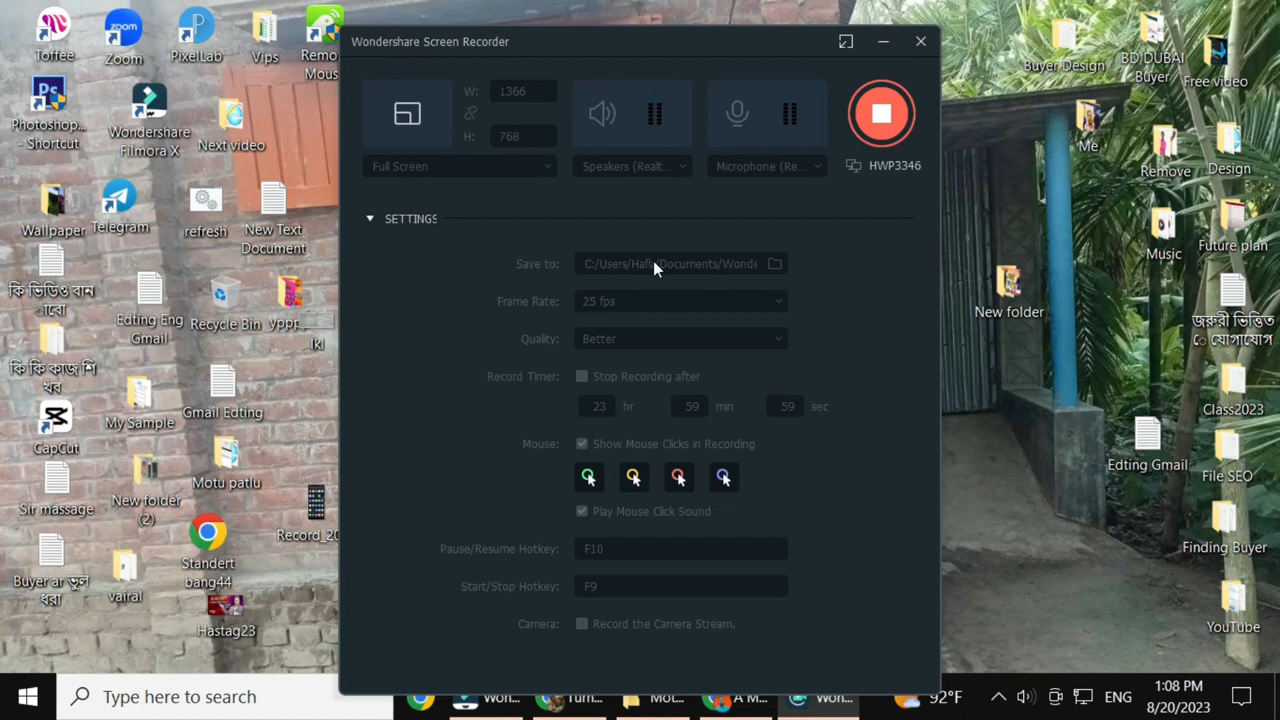 Toffee
Zoom
PixelLab
Vips
Remo
Mous
Wondershare Screen Recorder
Buyer Design
BD DUBAI
Buyer
Free video
Photoshop...
- Shortcut
Wondershare
Filmora X
Next video
W:
1366
H:
768
Full Screen
Speakers (Realt...
Microphone (Re...
HWP3346
Me
Remove
Design
Wallpaper
Telegram
refresh
New Text
Document
SETTINGS
Music
Future plan
Save to:
C:/Users/Hafi
/Documents/Wonde
Frame Rate:
25 fps
Quality:
Better
Record Timer:
Stop Recording after
23
hr
59
min
59
sec
Mouse:
Show Mouse Clicks in Recording
Play Mouse Click Sound
Pause/Resume Hotkey:
F10
Start/Stop Hotkey:
F9
Camera:
Record the Camera Stream.
কি ভিডিও বান
Edting Eng
Gmail
Recycle Bin
New folder
জরুরী ভিত্তিত
ে যোগাযোগ
কি কি কাজ শি
খব
My Sample
Gmail Edting
Class2023
CapCut
Sir massage
New folder
(2)
Motu patlu
Record_20
Edting Gmail
File SEO
Buyer ar ভুল
ধরা
vairal
Standert
bang44
Hastag23
Finding Buyer
YouTube
Type here to search
Won...
Tum...
Mot...
A M...
Won...
92°F
ENG
1:08 PM
8/20/2023